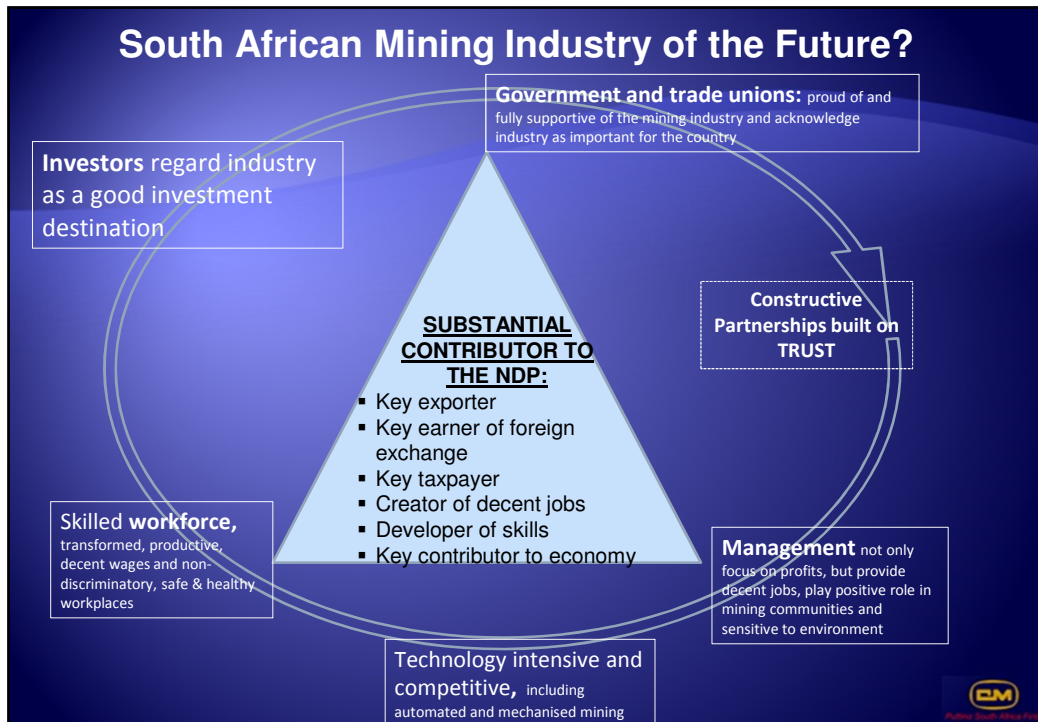 South African Mining Industry of the Future?
Government and trade unions: proud of and
fully supportive of the mining industry and acknowledge
industry as important for the country
Investors regard industry
as a good investment
destination
Constructive
Partnerships built on
TRUST
SUBSTANTIAL
CONTRIBUTOR TO
THE NDP:
▪ Key exporter
▪ Key earner of foreign
exchange
▪ Key taxpayer
▪ Creator of decent jobs
▪ Developer of skills
▪ Key contributor to economy
Skilled workforce,
transformed, productive,
decent wages and non-
discriminatory, safe & healthy
workplaces
Management not only
focus on profits, but provide
decent jobs, play positive role in
mining communities and
sensitive to environment
Technology intensive and
competitive, including
automated and mechanised mining
CM
Putting South Africa First